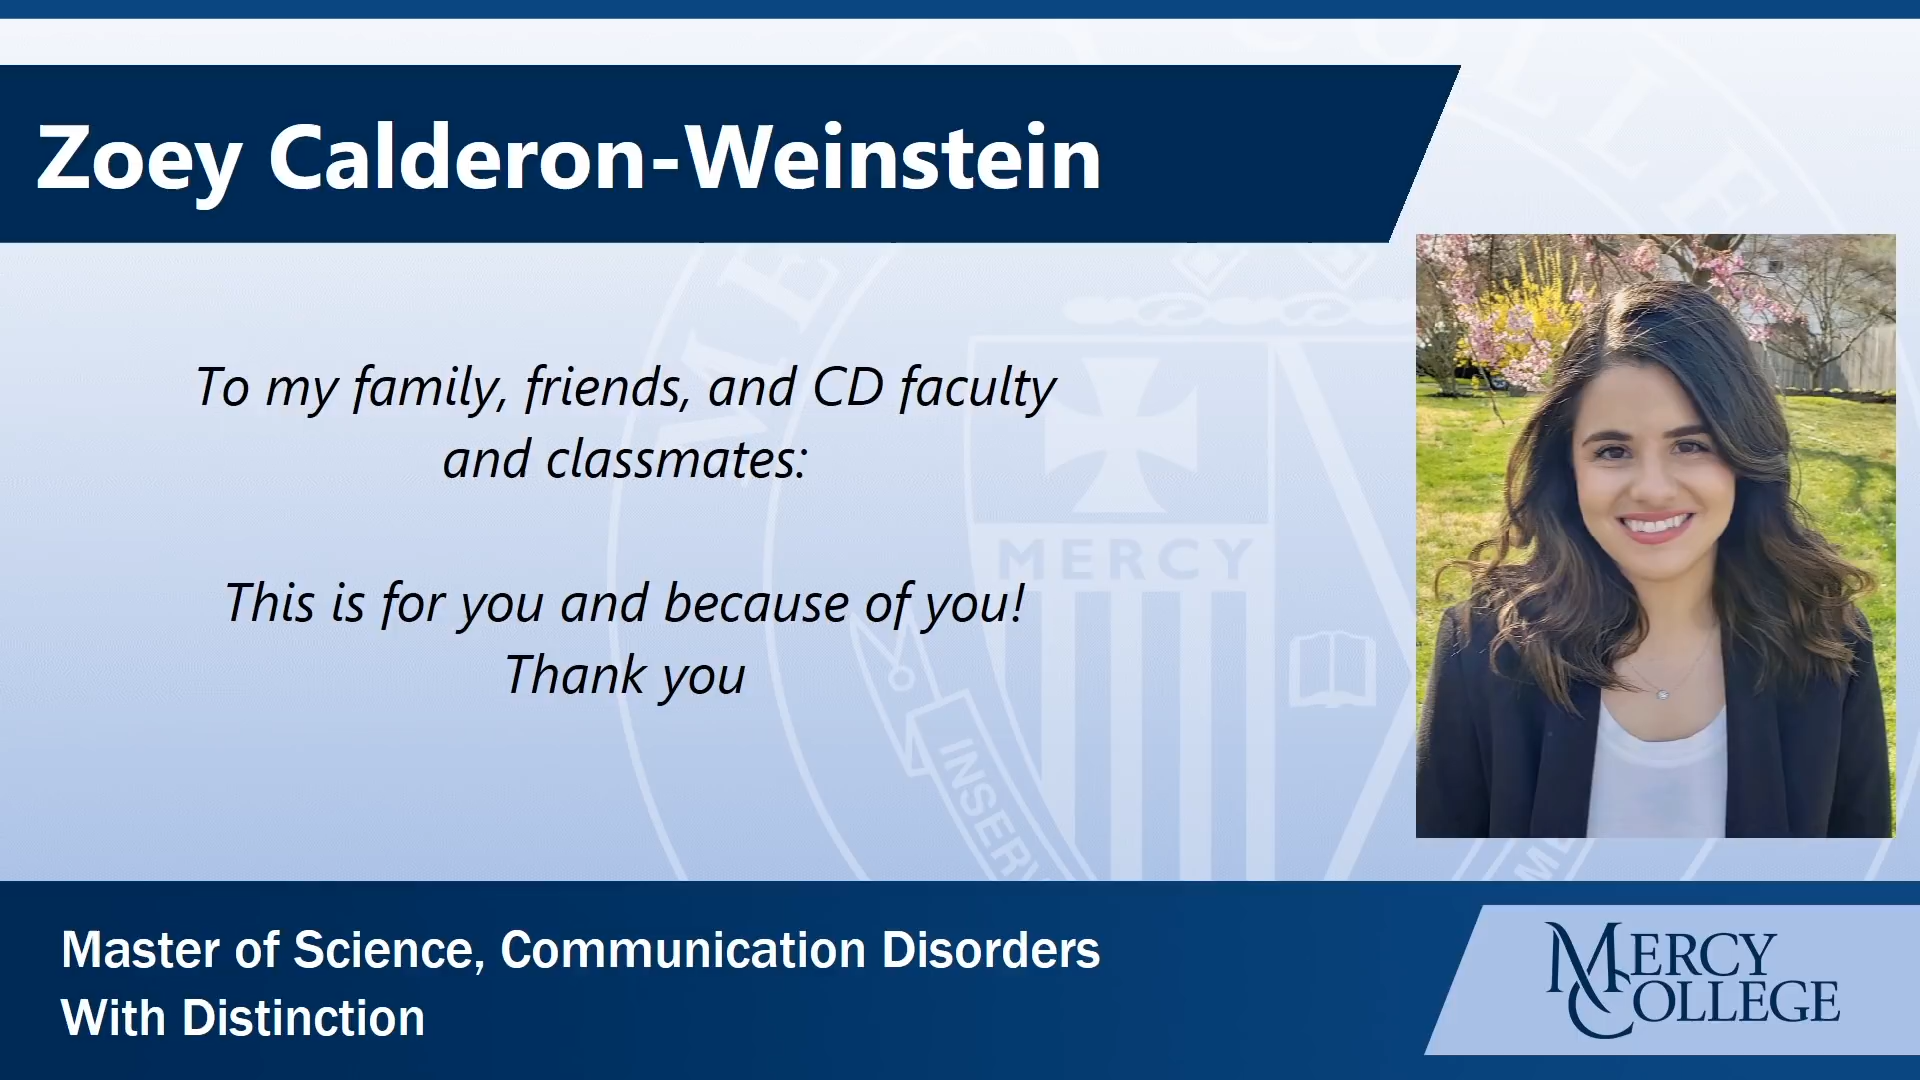 Zoey Calderon-Weinstein
To my family, friends, and CD faculty
and classmates:
This is for you and because of you!
Thank you
MERCY
Master of Science, Communication Disorders
With Distinction
MERCY
COLLEGE